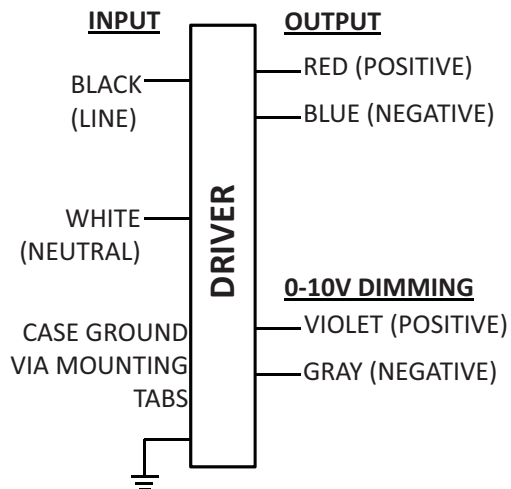 INPUT
BLACK
(LINE)
WHITE
(NEUTRAL)
CASE GROUND
VIA MOUNTING
TABS
DRIVER
OUTPUT
RED (POSITIVE)
BLUE (NEGATIVE)
0-10V DIMMING
VIOLET (POSITIVE)
GRAY (NEGATIVE)